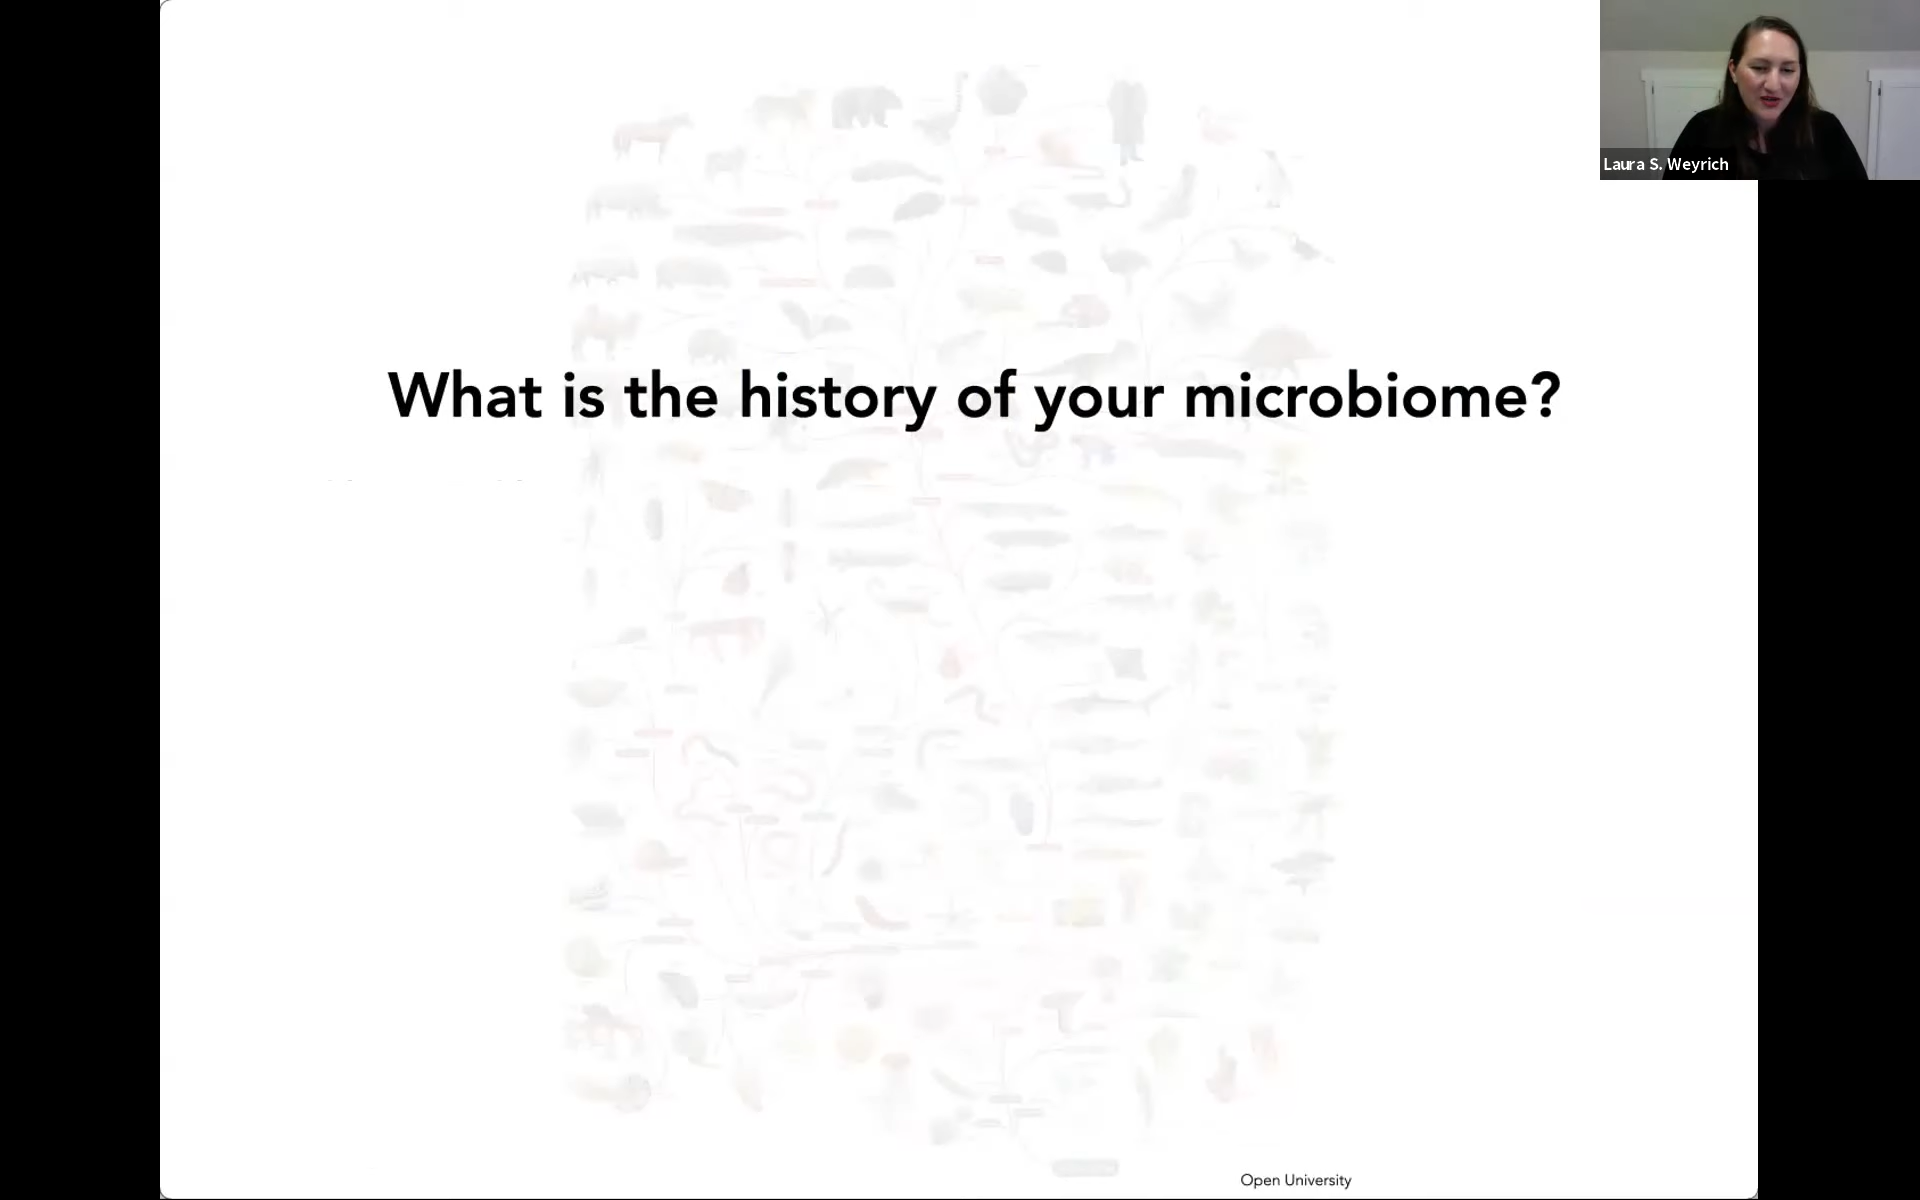 Laura S. Weyrich
What is the history of your microbiome?
Open University